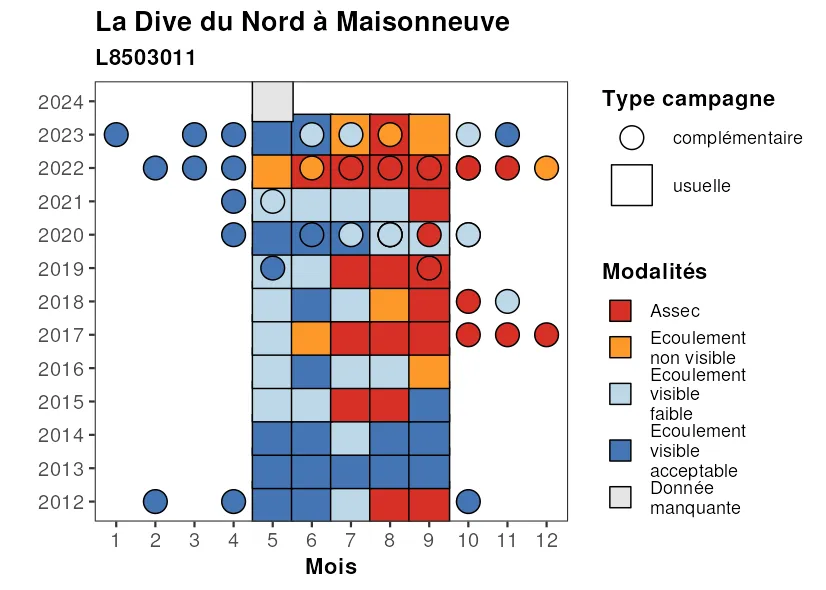 La Dive du Nord à Maisonneuve
L8503011
2024
2023
2022
2021
2020
2019
2018
2017
2016
2015
2014
2013
2012
1 2 3 4 5 6 7 8 9 10 11 12
Mois
Type campagne
complémentaire
usuelle
Modalités
Assec
Ecoulement
non visible
Ecoulement
visible
faible
Ecoulement
visible
acceptable
Donnée
manquante